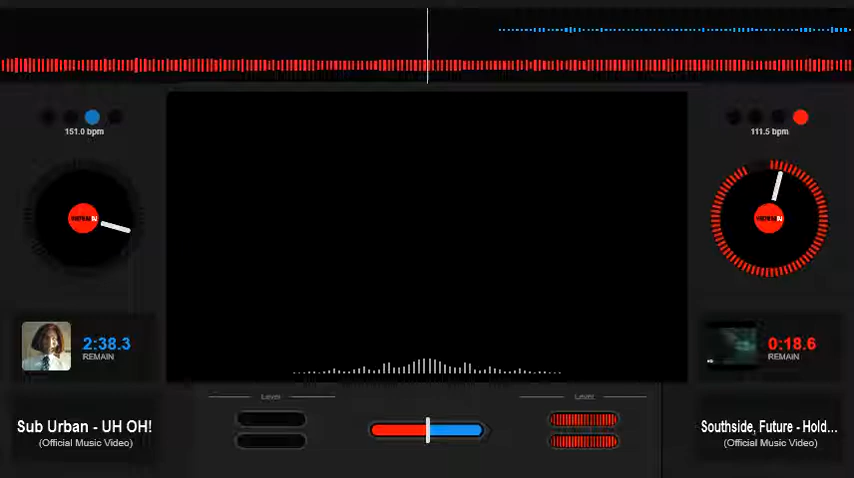 151.0 bpm
111.5 bpm
2:38.3
REMAIN
0:18.6
REMAIN
Level
Level
Sub Urban - UH OH!
(Official Music Video)
Southside, Future - Hold...
(Official Music Video)